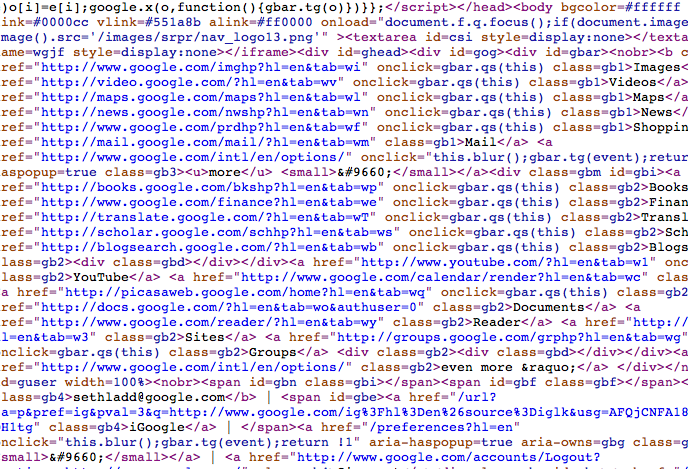 )o[i]=e[i];google.x(o,function(){gbar.tg(o)})}};</script></head><body bgcolor=#ffffff
ink=#0000cc vlink=#551a8b alink=#ff0000 onload="document.f.q.focus();if(document.image
mage().src='/images/srpr/nav_logo13.png'" ><textarea id=csi style=display:none></texta
ame=wgjf style=display:none></iframe><div id=ghead><div id=gog><div id=gbar><nobr><b c
ref="http://www.google.com/imghp?hl=en&tab=wi" onclick=gbar.qs(this) class=gb1>Images<
ref="http://video.google.com/?hl=en&tab=wv" onclick=gbar.qs(this) class=gb1>Videos</a>
ref="http://maps.google.com/maps?hl=en&tab=wl" onclick=gbar.qs(this) class=gb1>Maps</a
ref="http://news.google.com/nwshp?hl=en&tab=wn" onclick=gbar.qs(this) class=gb1>News</
ref="http://www.google.com/prdhp?hl=en&tab=wf" onclick=gbar.qs(this) class=gb1>Shoppin
ref="http://mail.google.com/mail/?hl=en&tab=wm" class=gb1>Mail</a> <a
ref="http://www.google.com/intl/en/options/" onclick="this.blur();gbar.tg(event);retur
aspopup=true class=gb3><u>more</u> <small>&#9660;</small></a><div class=gbm id=gbi><a
ref="http://books.google.com/bkshp?hl=en&tab=wp" onclick=gbar.qs(this) class=gb2>Books
ref="http://www.google.com/finance?hl=en&tab=we" onclick=gbar.qs(this) class=gb2>Finan
ref="http://translate.google.com/?hl=en&tab=wT" onclick=gbar.qs(this) class=gb2>Transl
ref="http://scholar.google.com/schhp?hl=en&tab=ws" onclick=gbar.qs(this) class=gb2>Sch
ref="http://blogsearch.google.com/?hl=en&tab=wb" onclick=gbar.qs(this) class=gb2>Blogs
lass=gb2><div class=gbd></div></div><a href="http://www.youtube.com/?hl=en&tab=w1" onc
lass=gb2>YouTube</a> <a href="http://www.google.com/calendar/render?hl=en&tab=wc" clas
a href="http://picasaweb.google.com/home?hl=en&tab=wq" onclick=gbar.qs(this) class=gb2
ref="http://docs.google.com/?hl=en&tab=wo&authuser=0" class=gb2>Documents</a> <a
ref="http://www.google.com/reader/?hl=en&tab=wy" class=gb2>Reader</a> <a href="http://
l=en&tab=w3" class=gb2>Sites</a> <a href="http://groups.google.com/grphp?hl=en&tab=wg"
nclick=gbar.qs(this) class=gb2>Groups</a> <div class=gb2><div class=gbd></div></div><a
ref="http://www.google.com/intl/en/options/" class=gb2>even more &raquo;</a> </div></n
d=guser width=100%><nobr><span id=gbn class=gbi></span><span id=gbf class=gbf></span><
lass=gb4>sethladd@google.com</b> | <span id=gbe><a href="/url?
a=p&pref=ig&pval=3&q=http://www.google.com/ig%3Fhl%3Den%26source%3Diglk&usg=AFQjCNFA18
H1tg" class=gb4>iGoogle</a> | </span><a href="/preferences?hl=en"
nclick="this.blur();gbar.tg(event);return !1" aria-haspopup=true aria-owns=gbg class=g
small>&#9660;</small></a> | <a href="http://www.google.com/accounts/Logout?